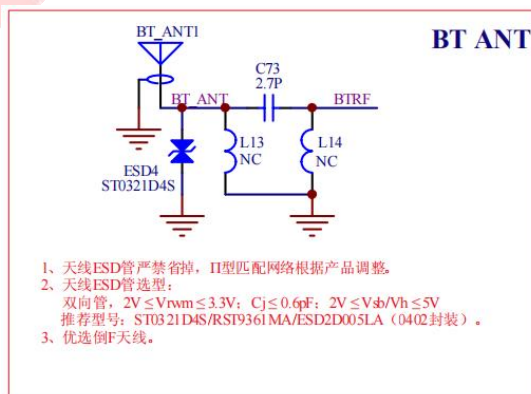 BT_ANT1
BT ANT
C73
2.7P
BT_ANT
BTRF
L13
NC
L14
NC
ESD4
ST0321D4S
1、天线ESD管严禁省掉，Π型匹配网络根据产品调整。
2、天线ESD管选型：
双向管，2V≤Vrwm≤3.3V；Cj≤0.6pF；2V≤Vsb/Vh≤5V
推荐型号：ST0321D4S/RST9361MA/ESD2D005LA（0402封装）。
3、优选倒F天线。